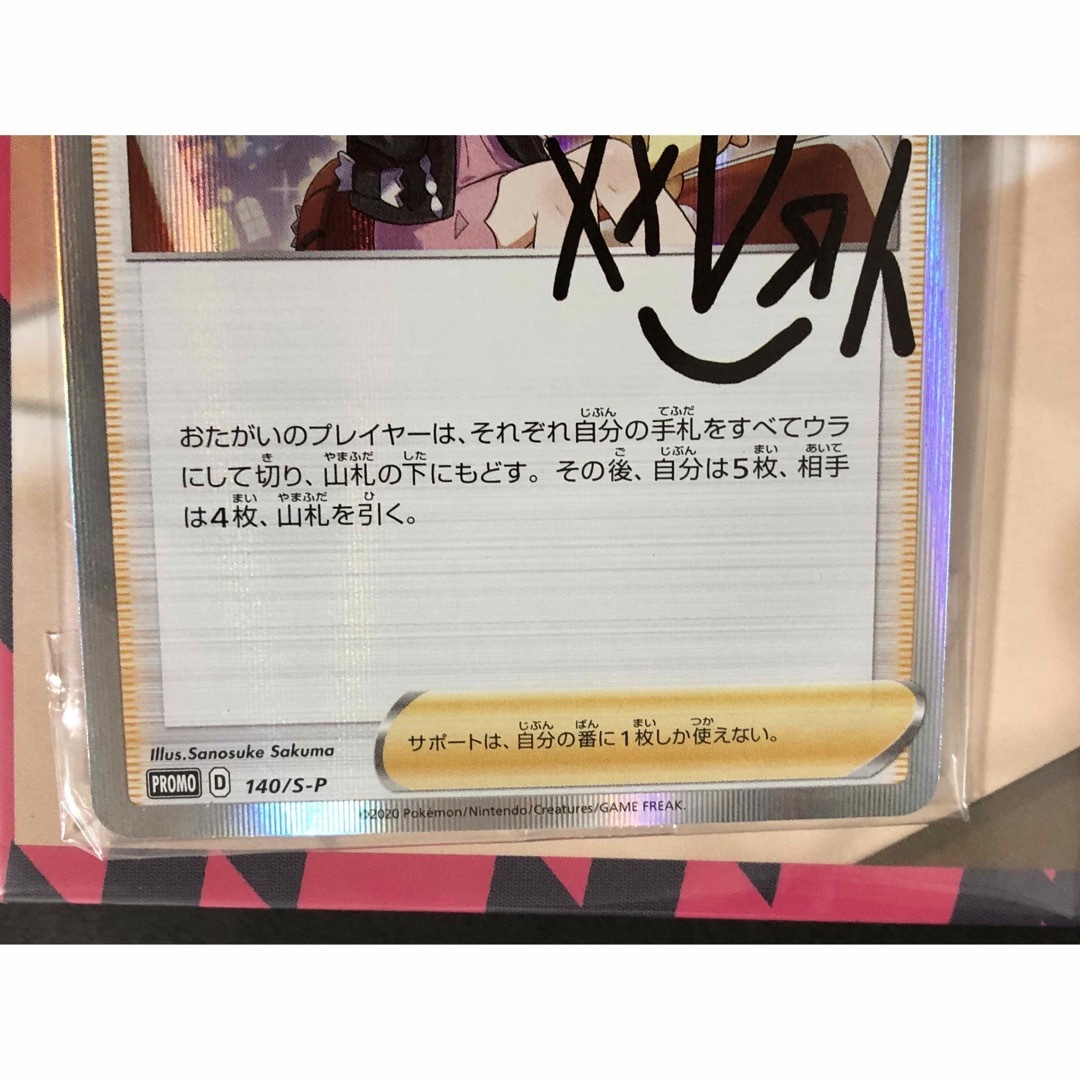 おたがいのプレイヤーは、それぞれ自分の手札をすべてウラ
にして切り、山札の下にもどす。その後、自分は5枚、相手
は4枚、山札を引く。
サポートは、自分の番に1枚しか使えない。
Illus.Sanosuke Sakuma
PROMO D 140/S-P
©2020 Pokémon/Nintendo/Creatures/GAME FREAK.